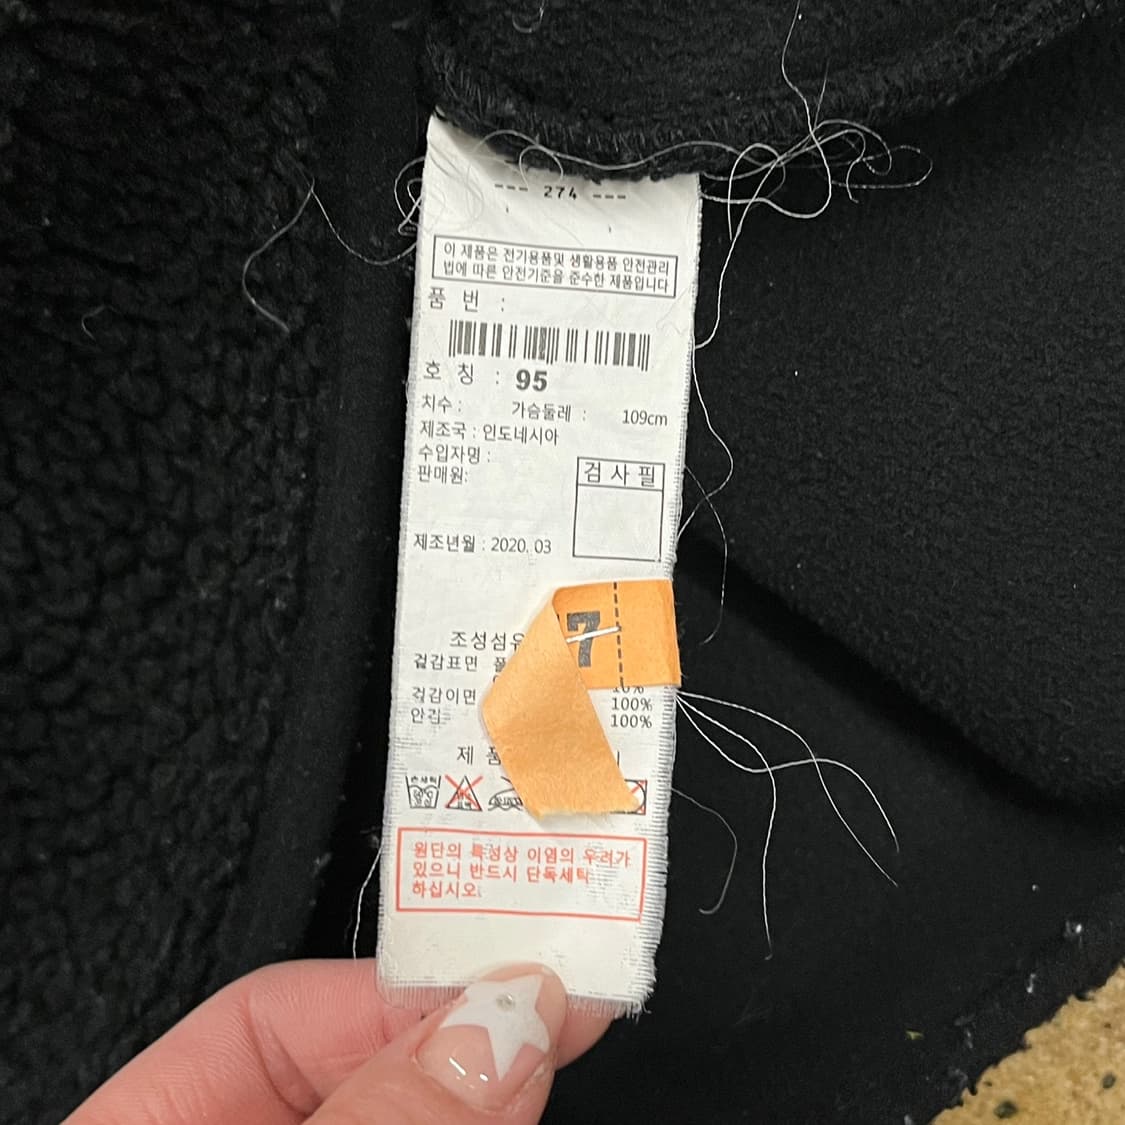 --- 274 ---
이 제품은 전기용품및 생활용품 안전관리
법에 따른 안전기준을 준수한 제품입니다
품 번 :
호 칭 : 95
치수 : 가슴둘레 : 109cm
제조국 : 인도네시아
수입자명 :
판매원:
검사필
제조년월 : 2020. 03
7
조성섬유
겉감표면
10%
겉감이면 100%
안감 100%
제 품
손세탁
원단의 특성상 이염의 우려가
있으니 반드시 단독세탁
하십시오